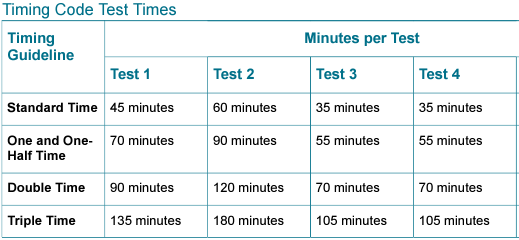 Timing Code Test Times
Timing Guideline Minutes per Test
Test 1 Test 2 Test 3 Test 4
Standard Time 45 minutes 60 minutes 35 minutes 35 minutes
One and One-Half Time 70 minutes 90 minutes 55 minutes 55 minutes
Double Time 90 minutes 120 minutes 70 minutes 70 minutes
Triple Time 135 minutes 180 minutes 105 minutes 105 minutes